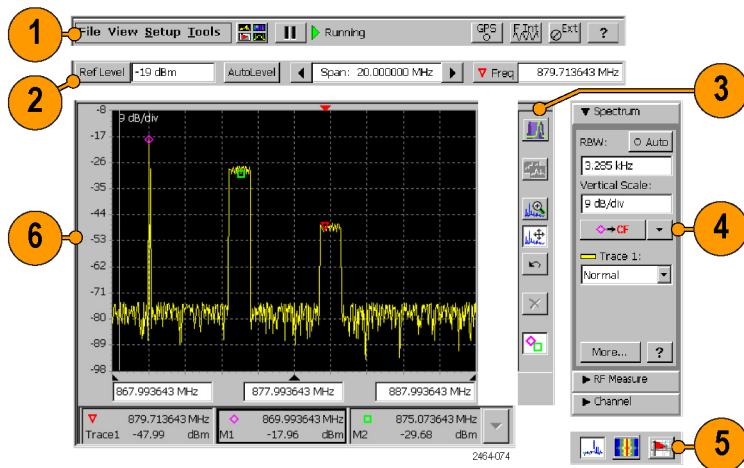 1
File View Setup Tools
Running
GPS
F Int
Ext
?
2
Ref Level
-19 dBm
AutoLevel
Span: 20.000000 MHz
Freq
879.713643 MHz
3
9 dB/div
-8
-17
-26
-35
-44
-53
-62
-71
-80
-89
-98
867.993643 MHz
877.993643 MHz
887.993643 MHz
879.713643 MHz
Trace1 -47.99 dBm
869.993643 MHz
M1 -17.96 dBm
875.073643 MHz
M2 -29.68 dBm
2464-074
Spectrum
RBW:
Auto
3.285 kHz
Vertical Scale:
9 dB/div
CF
4
Trace 1:
Normal
More...
?
RF Measure
Channel
5
6